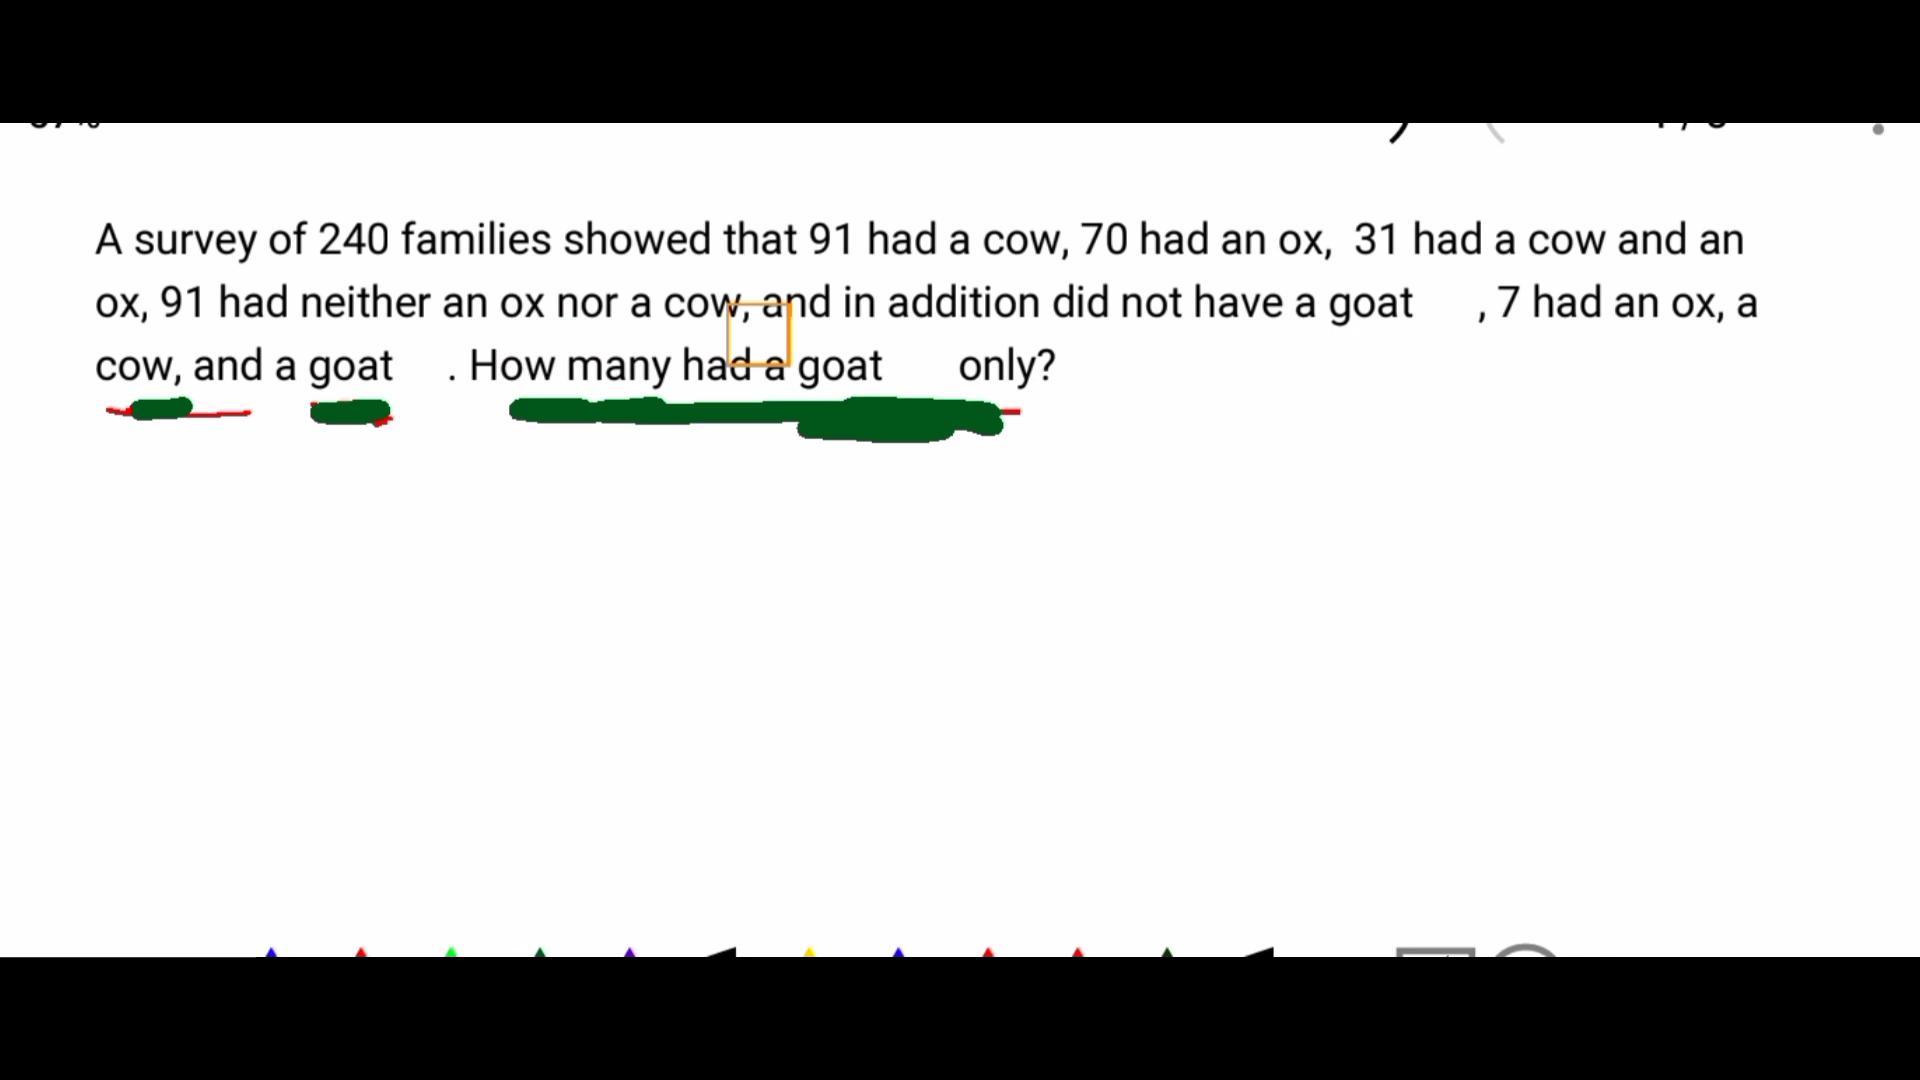 A survey of 240 families showed that 91 had a cow, 70 had an ox, 31 had a cow and an
ox, 91 had neither an ox nor a cow, and in addition did not have a goat , 7 had an ox, a
cow, and a goat . How many had a goat only?